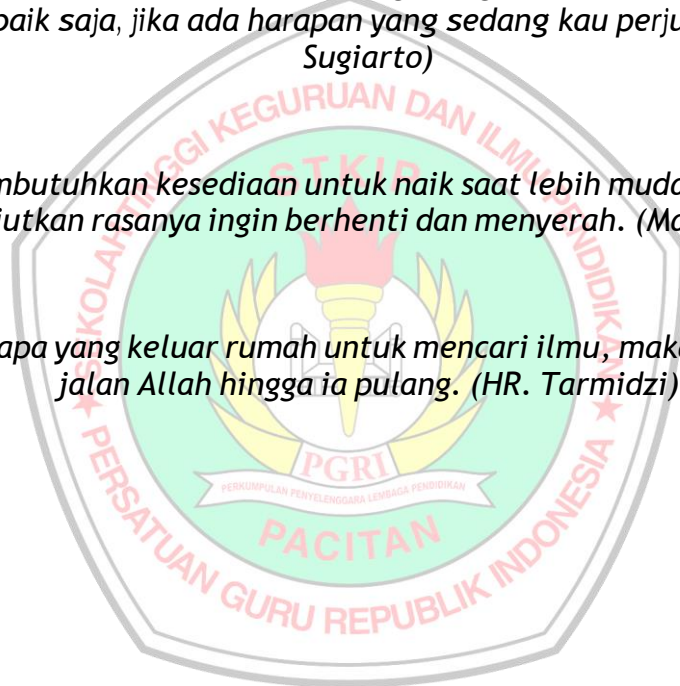 baik saja, jika ada harapan yang sedang kau perju
Sugiarto)
mbutuhkan kesediaan untuk naik saat lebih muda
jutkan rasanya ingin berhenti dan menyerah. (Ma
apa yang keluar rumah untuk mencari ilmu, maka
jalan Allah hingga ia pulang. (HR. Tarmidzi)
SEKOLAH TINGGI KEGURUAN DAN ILMU PENDIDIKAN
STKIP
PGRI
PERKUMPULAN PENYELENGGARA LEMBAGA PENDIDIKAN
PACITAN
PERSATUAN GURU REPUBLIK INDONESIA